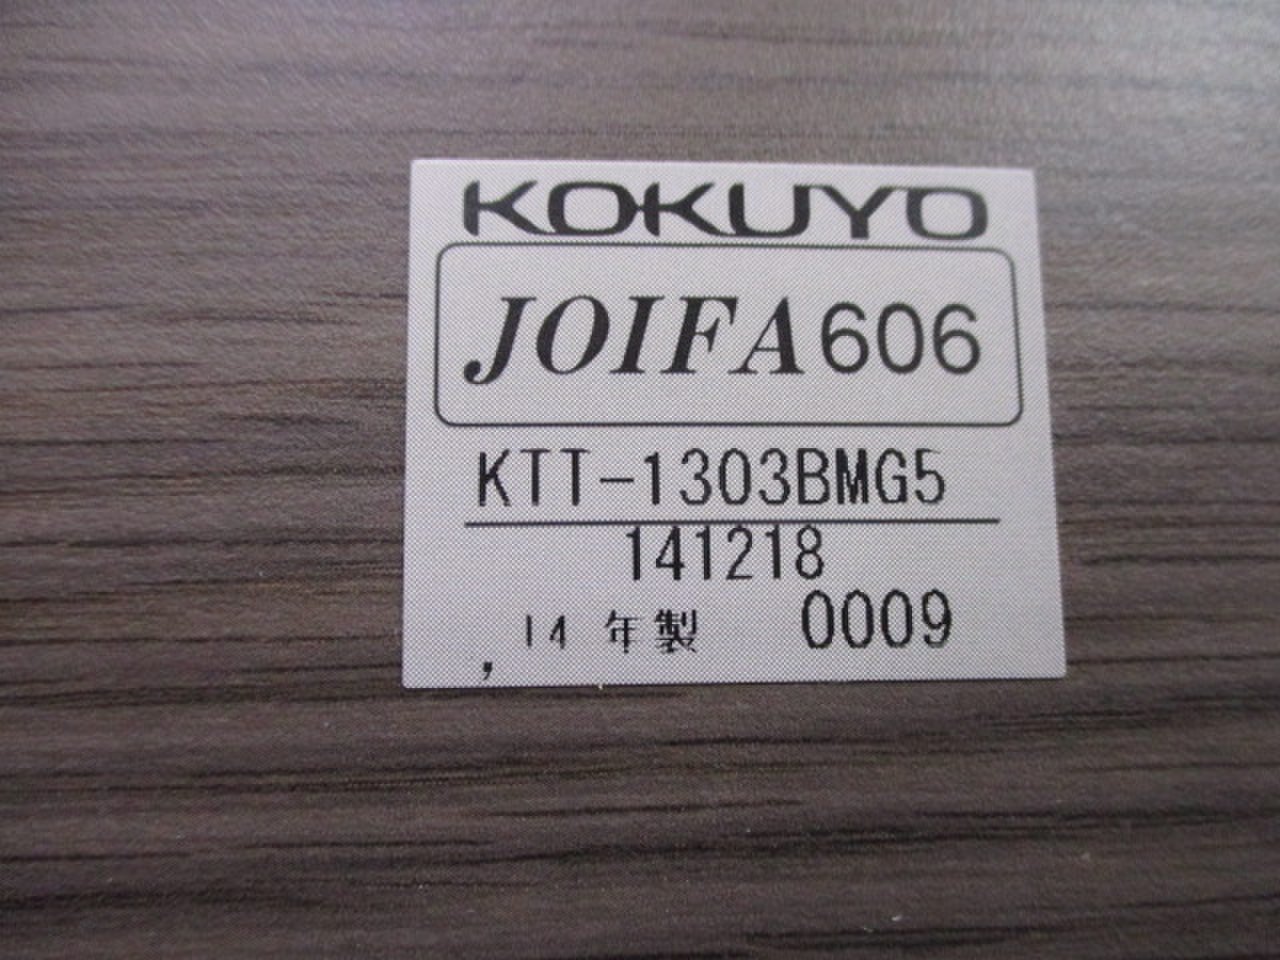 KOKUYO
JOIFA606
KTT-1303BMG5
141218
,14 年製 0009